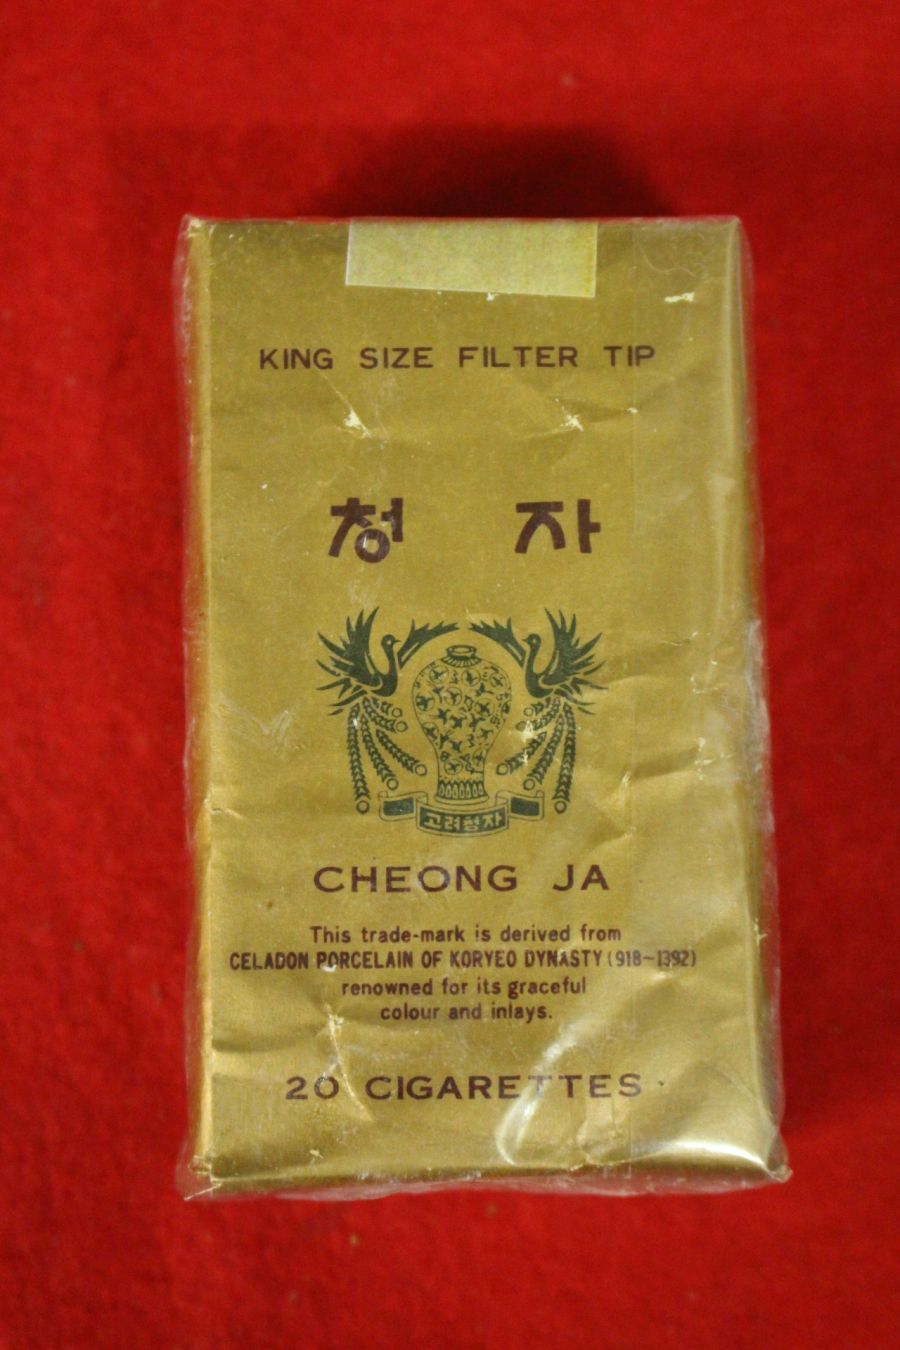 KING SIZE FILTER TIP
청 자
고려청자
CHEONG JA
This trade-mark is derived from
CELADON PORCELAIN OF KORYEO DYNASTY (918~1392)
renowned for its graceful
colour and inlays.
20 CIGARETTES